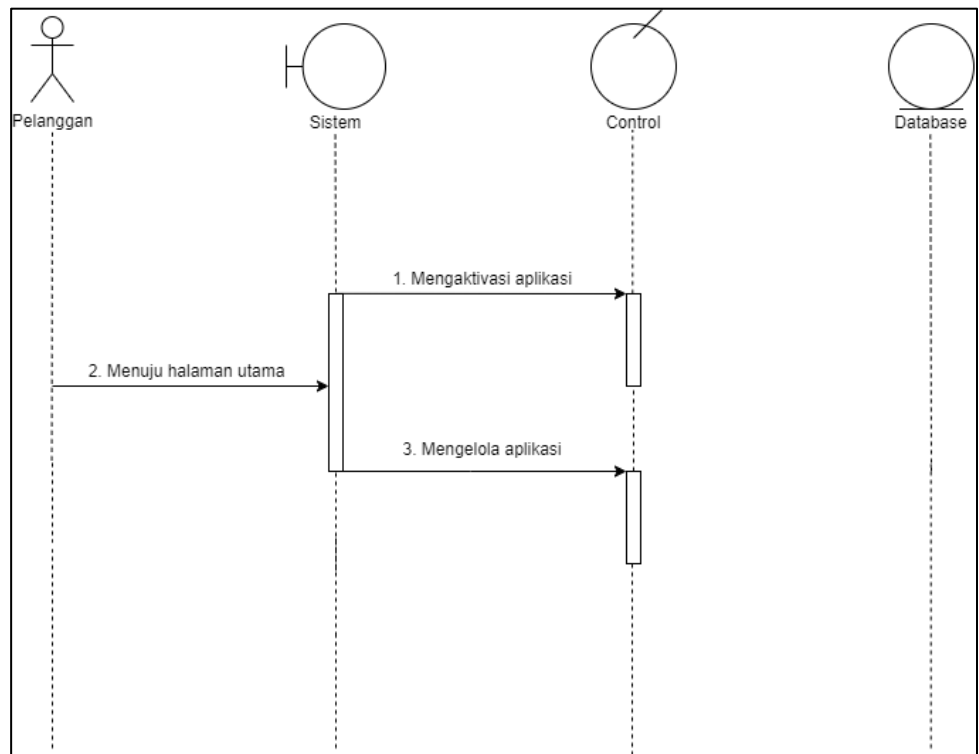 Pelanggan
Sistem
Control
Database
1. Mengaktivasi aplikasi
2. Menuju halaman utama
3. Mengelola aplikasi